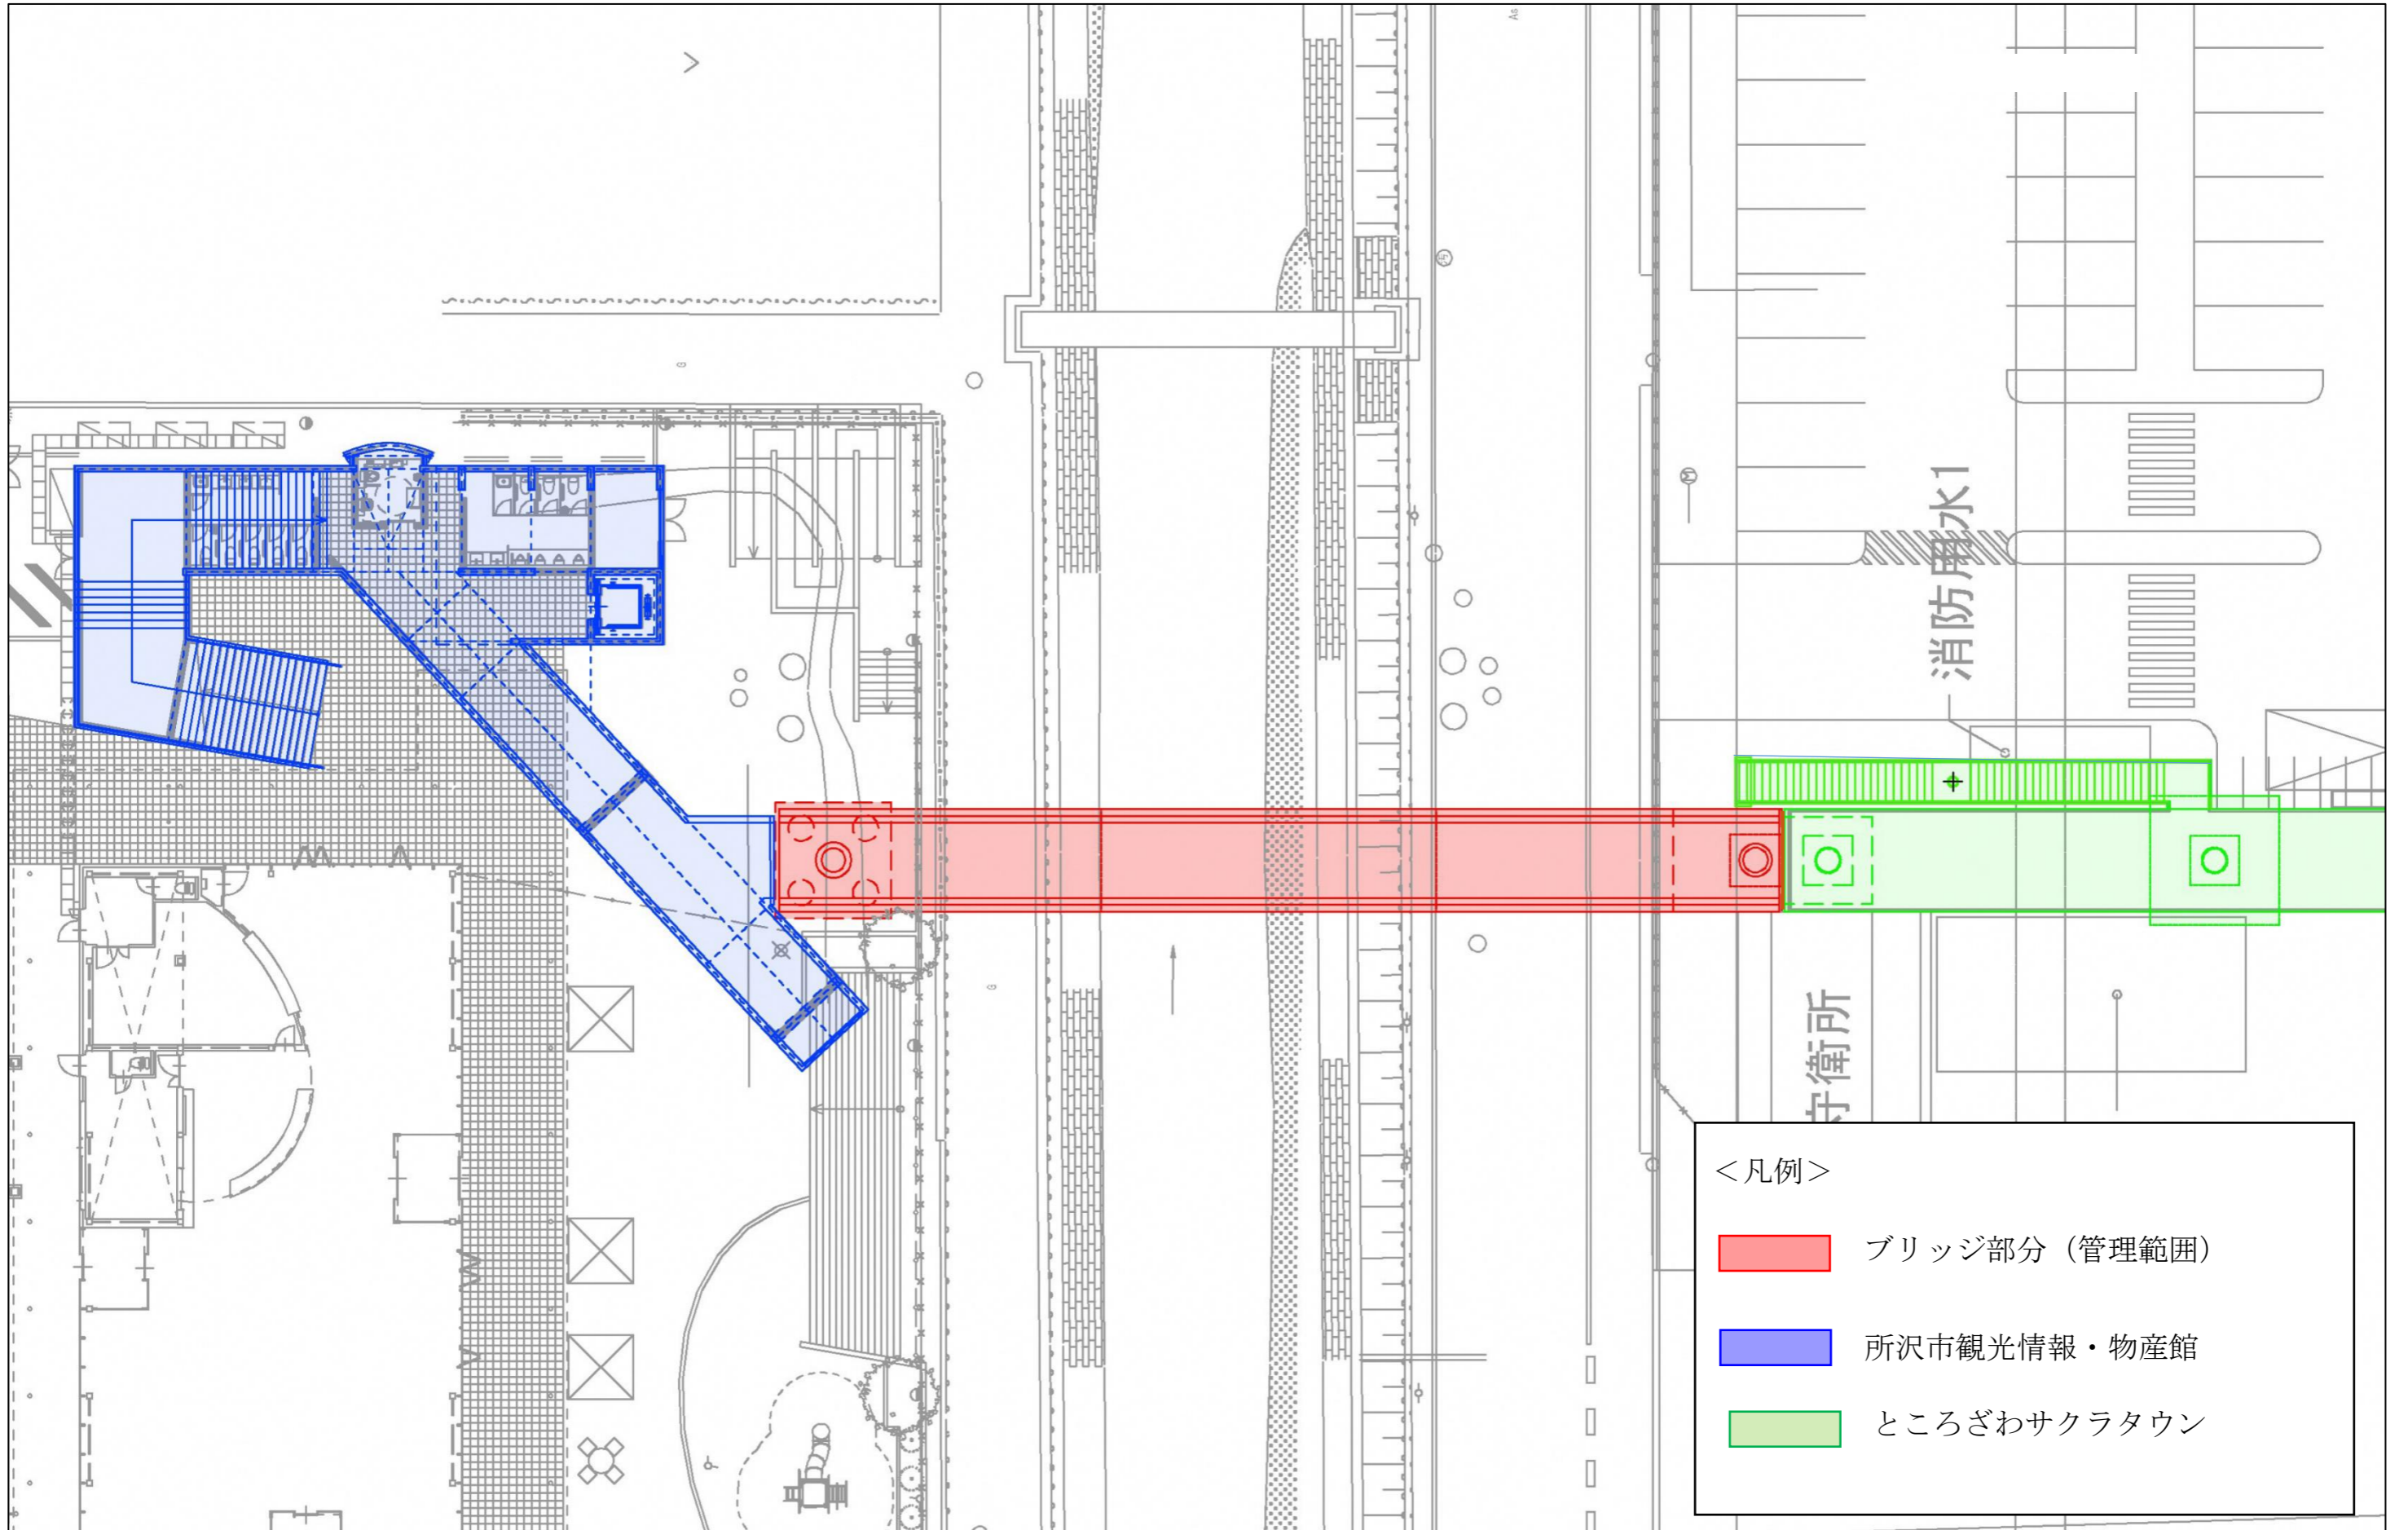 As
G
M
消防用水1
G
守衛所
<凡例>
ブリッジ部分（管理範囲）
所沢市観光情報・物産館
ところざわサクラタウン